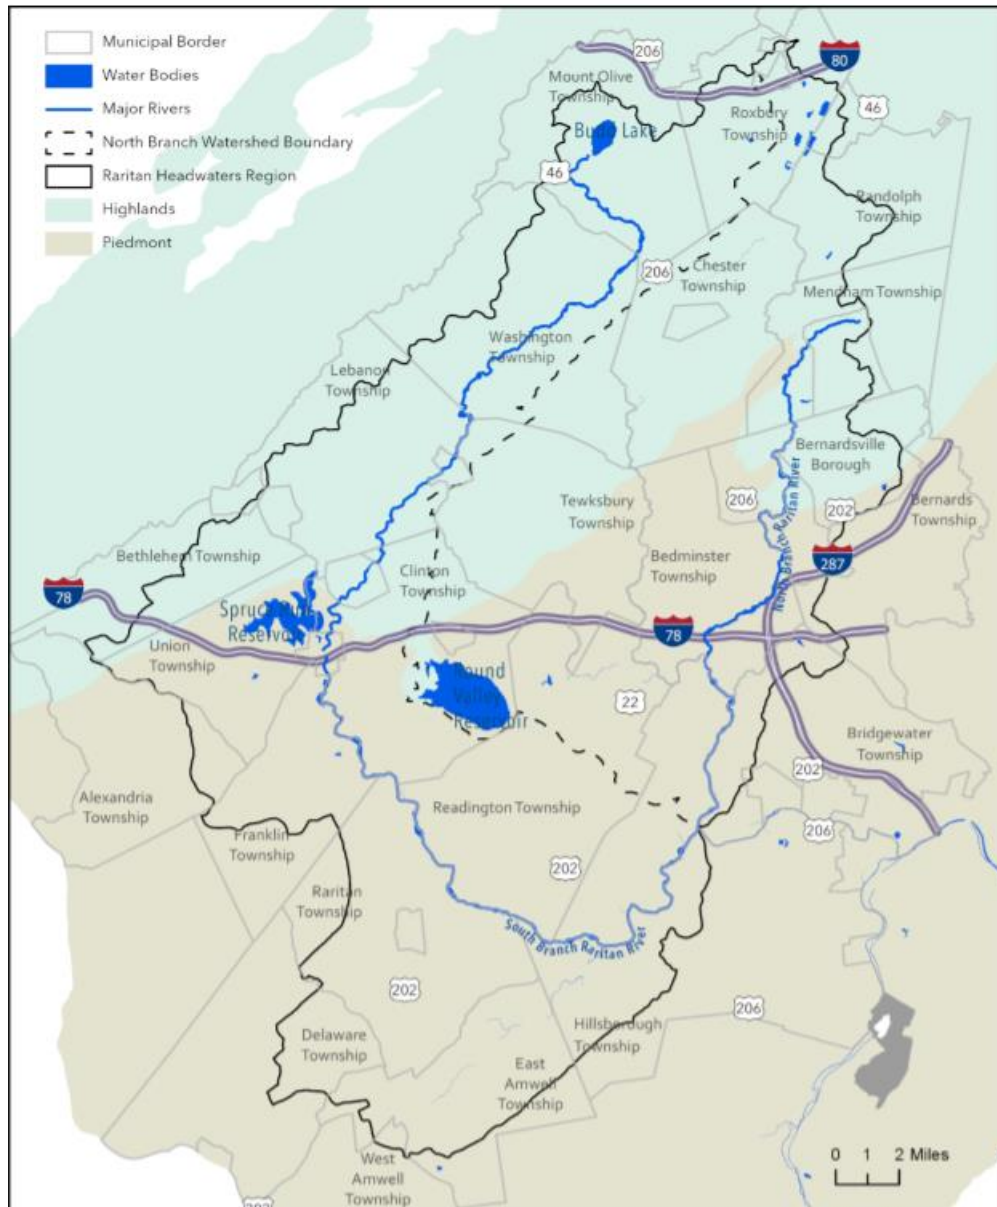 Municipal Border
Water Bodies
Major Rivers
North Branch Watershed Boundary
Raritan Headwaters Region
Highlands
Piedmont
206
80
Mount Olive
Township
Roxbury
Township
46
Budd Lake
46
Randolph
Township
206
Chester
Township
Mendham Township
Washington
Township
Lebanon
Township
Bernardsville
Borough
206
Tewksbury
Township
202
Bernards
Township
North Branch Raritan River
Bethlehem Township
Bedminster
Township
287
Clinton
Township
78
Spruce Run
Reservoir
78
Union
Township
Round
Valley
Reservoir
22
Bridgewater
Township
202
Alexandria
Township
Readington Township
206
Franklin
Township
202
Raritan
Township
South Branch Raritan River
202
206
Hillsborough
Township
Delaware
Township
East
Amwell
Township
West
Amwell
Township
0 1 2 Miles